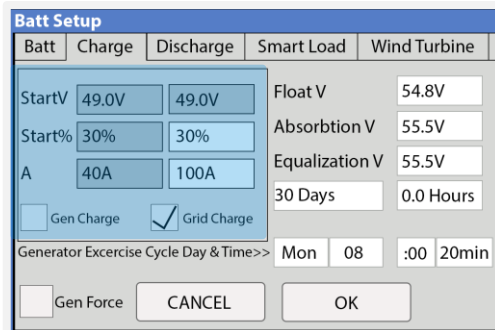 Batt Setup
Batt Charge Discharge Smart Load Wind Turbine
StartV 49.0V 49.0V Float V 54.8V
Start% 30% 30% Absorbtion V 55.5V
A 40A 100A Equalization V 55.5V
30 Days 0.0 Hours
Gen Charge Grid Charge
Generator Excercise Cycle Day & Time>> Mon 08 :00 20min
Gen Force CANCEL OK